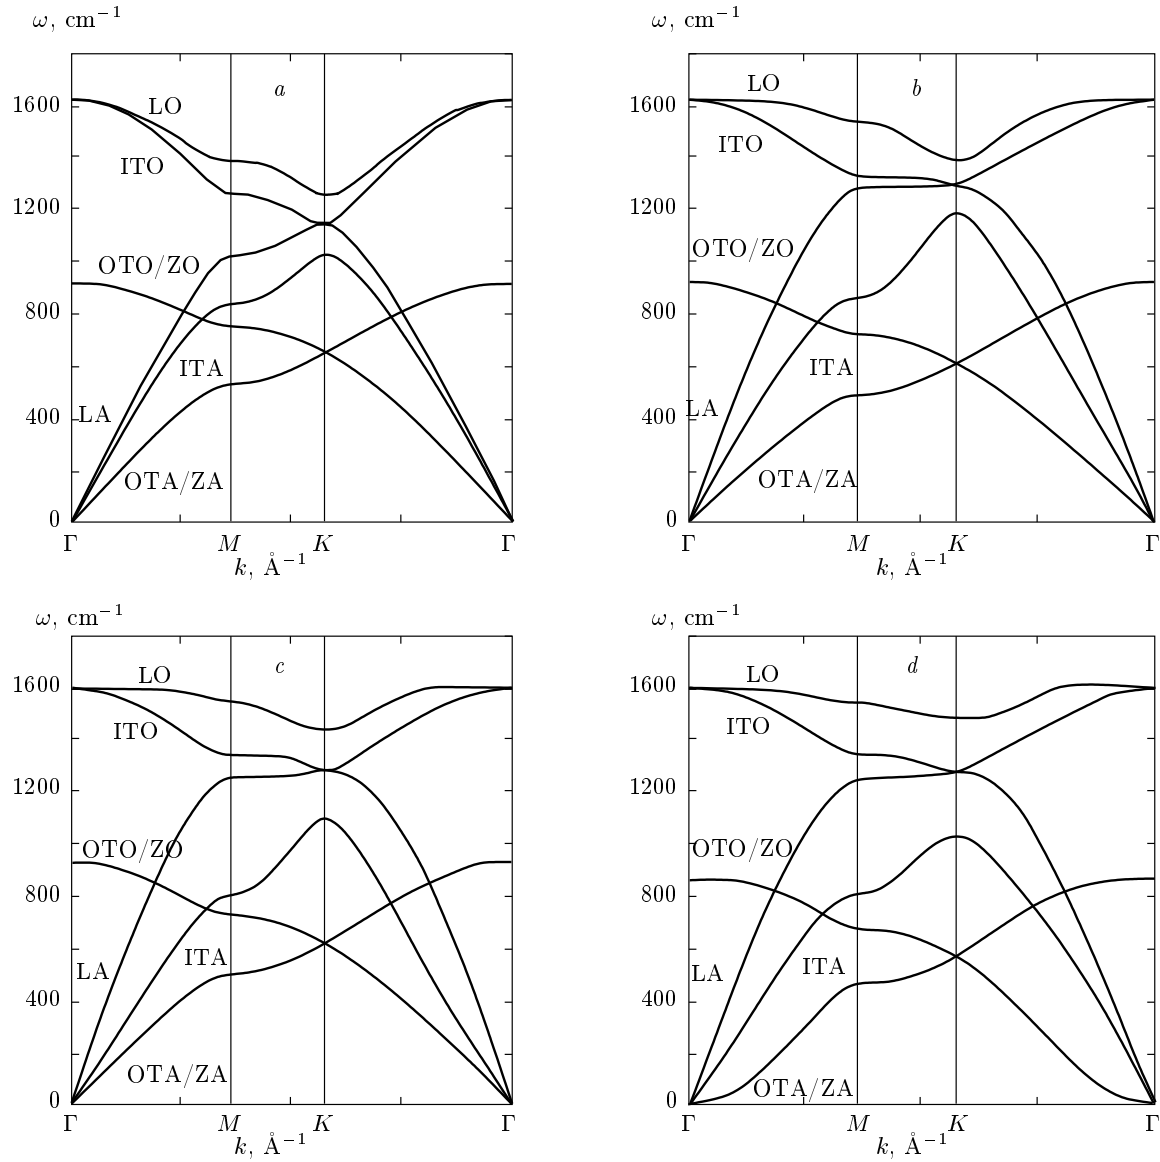 ω, cm⁻¹
a
1600
1200
800
400
0
LO
ITO
OTO/ZO
ITA
LA
OTA/ZA
Γ M K Γ
k, Å⁻¹
ω, cm⁻¹
b
1600
1200
800
400
0
LO
ITO
OTO/ZO
ITA
LA
OTA/ZA
Γ M K Γ
k, Å⁻¹
ω, cm⁻¹
c
1600
1200
800
400
0
LO
ITO
OTO/ZO
ITA
LA
OTA/ZA
Γ M K Γ
k, Å⁻¹
ω, cm⁻¹
d
1600
1200
800
400
0
LO
ITO
OTO/ZO
ITA
LA
OTA/ZA
Γ M K Γ
k, Å⁻¹